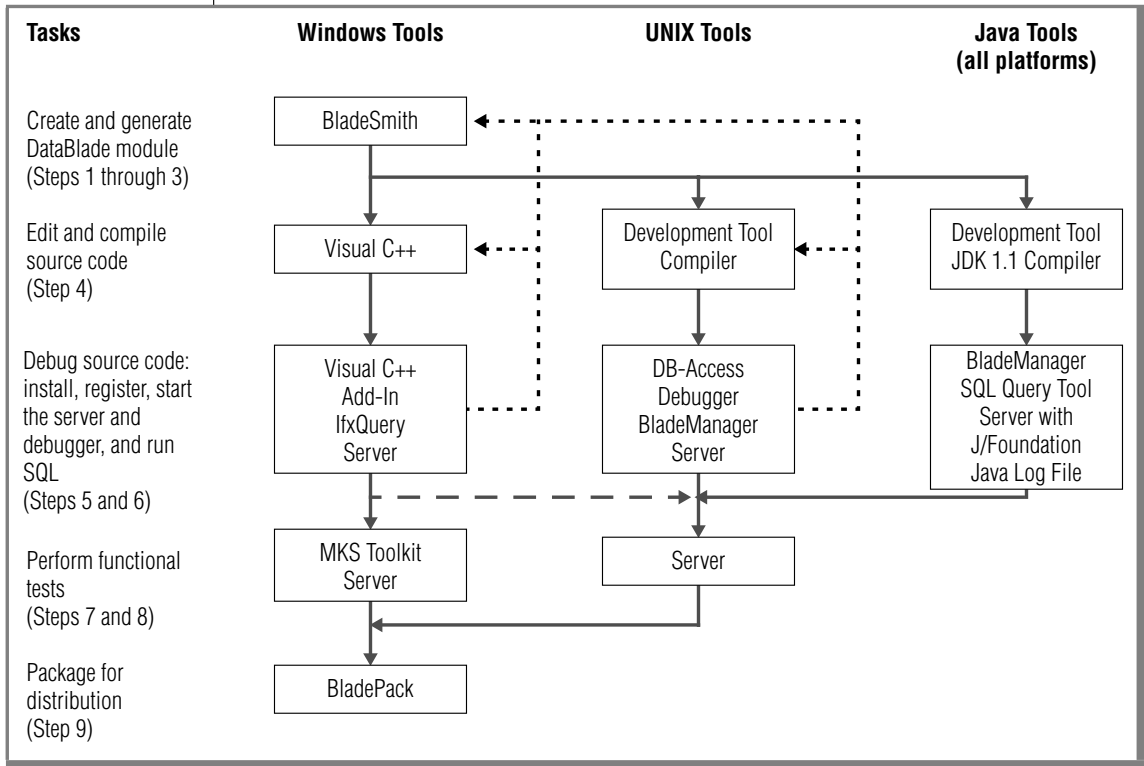 Tasks
Windows Tools
UNIX Tools
Java Tools
(all platforms)
Create and generate
DataBlade module
(Steps 1 through 3)
BladeSmith
Edit and compile
source code
(Step 4)
Visual C++
Development Tool
Compiler
Development Tool
JDK 1.1 Compiler
Debug source code:
install, register, start
the server and
debugger, and run
SQL
(Steps 5 and 6)
Visual C++
Add-In
IfxQuery
Server
DB-Access
Debugger
BladeManager
Server
BladeManager
SQL Query Tool
Server with
J/Foundation
Java Log File
Perform functional
tests
(Steps 7 and 8)
MKS Toolkit
Server
Server
Package for
distribution
(Step 9)
BladePack